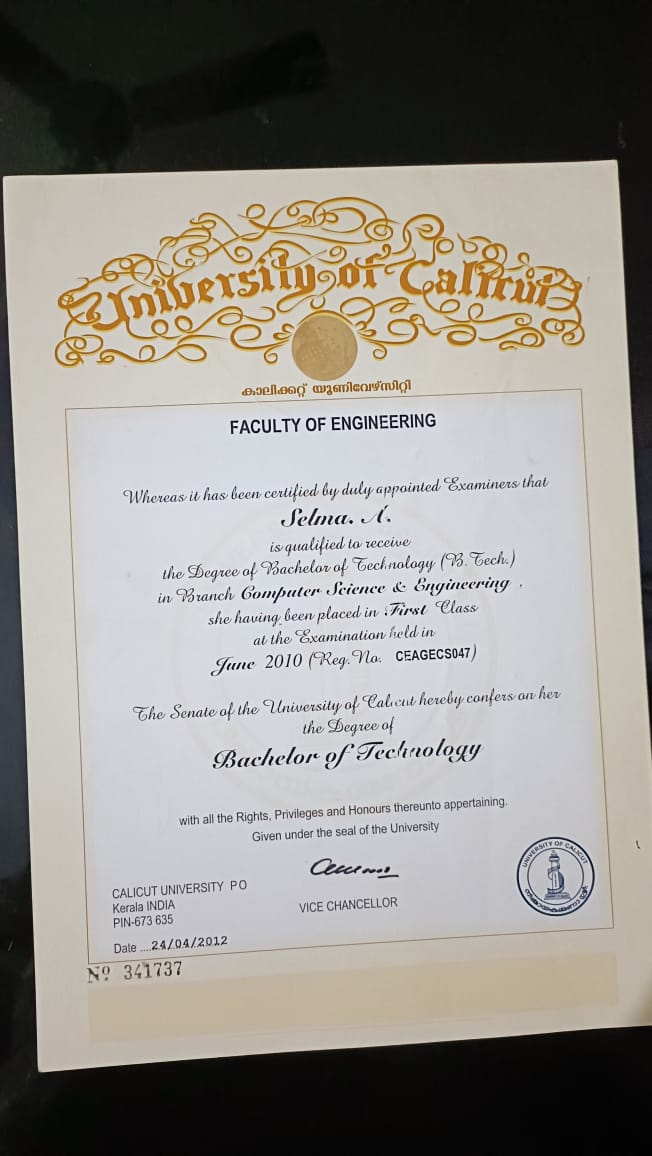 University of Calicut
കാലിക്കറ്റ് യൂണിവേഴ്സിറ്റി
FACULTY OF ENGINEERING
Whereas it has been certified by duly appointed Examiners that
Selma.
is qualified to receive
the Degree of Bachelor of Technology (B.Tech.)
in Branch Computer Science & Engineering .
she having been placed in First Class
at the Examination held in
June 2010 (Reg.No. CEAGECS047)
The Senate of the University of Calicut hereby confers on her
the Degree of
Bachelor of Technology
with all the Rights, Privileges and Honours thereunto appertaining.
Given under the seal of the University
CALICUT UNIVERSITY P O
Kerala INDIA
PIN-673 635
VICE CHANCELLOR
UNIVERSITY OF CALICUT
Date ....24/04/2012
Nº 341737